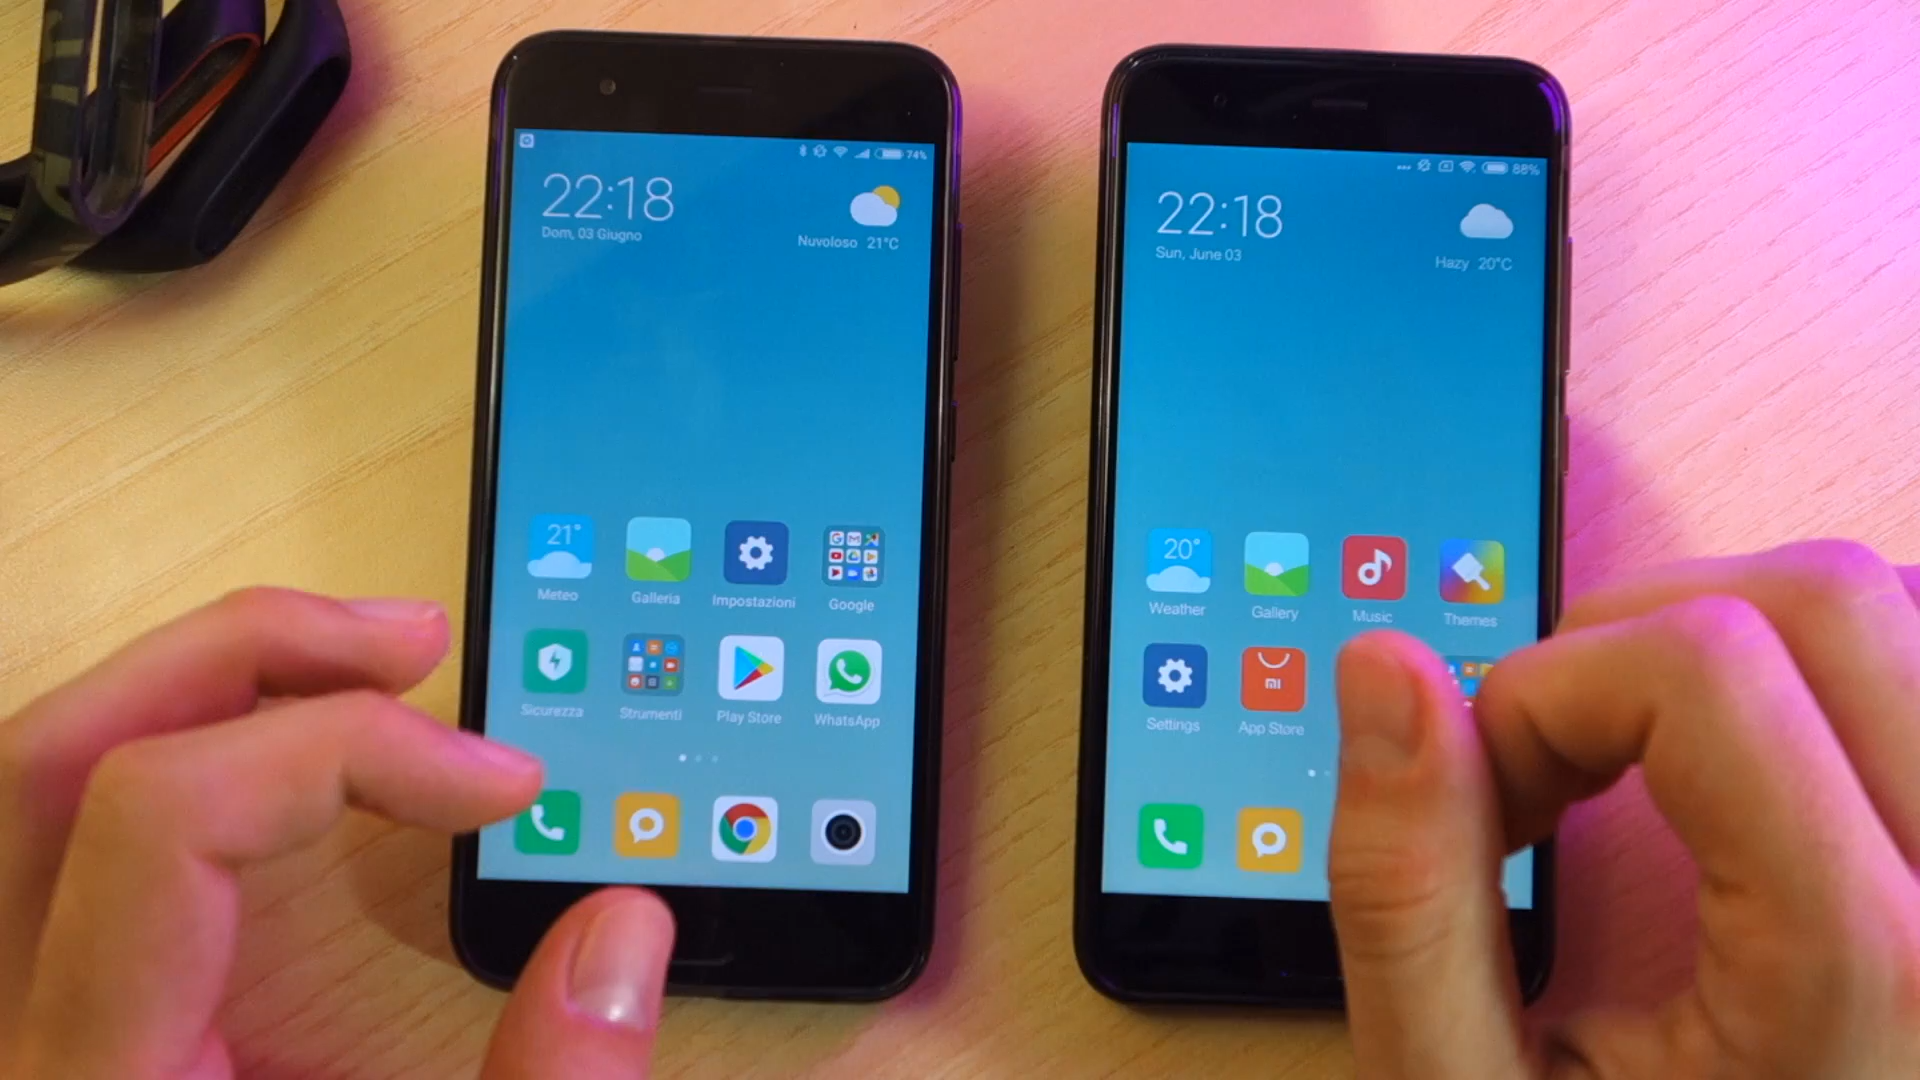 74%
22:18
Dom, 03 Giugno
Nuvoloso 21°C
21°
Meteo
Galleria
Impostazioni
Google
Sicurezza
Strumenti
Play Store
WhatsApp
88%
22:18
Sun, June 03
Hazy 20°C
20°
Weather
Gallery
Music
Themes
mi
Settings
App Store